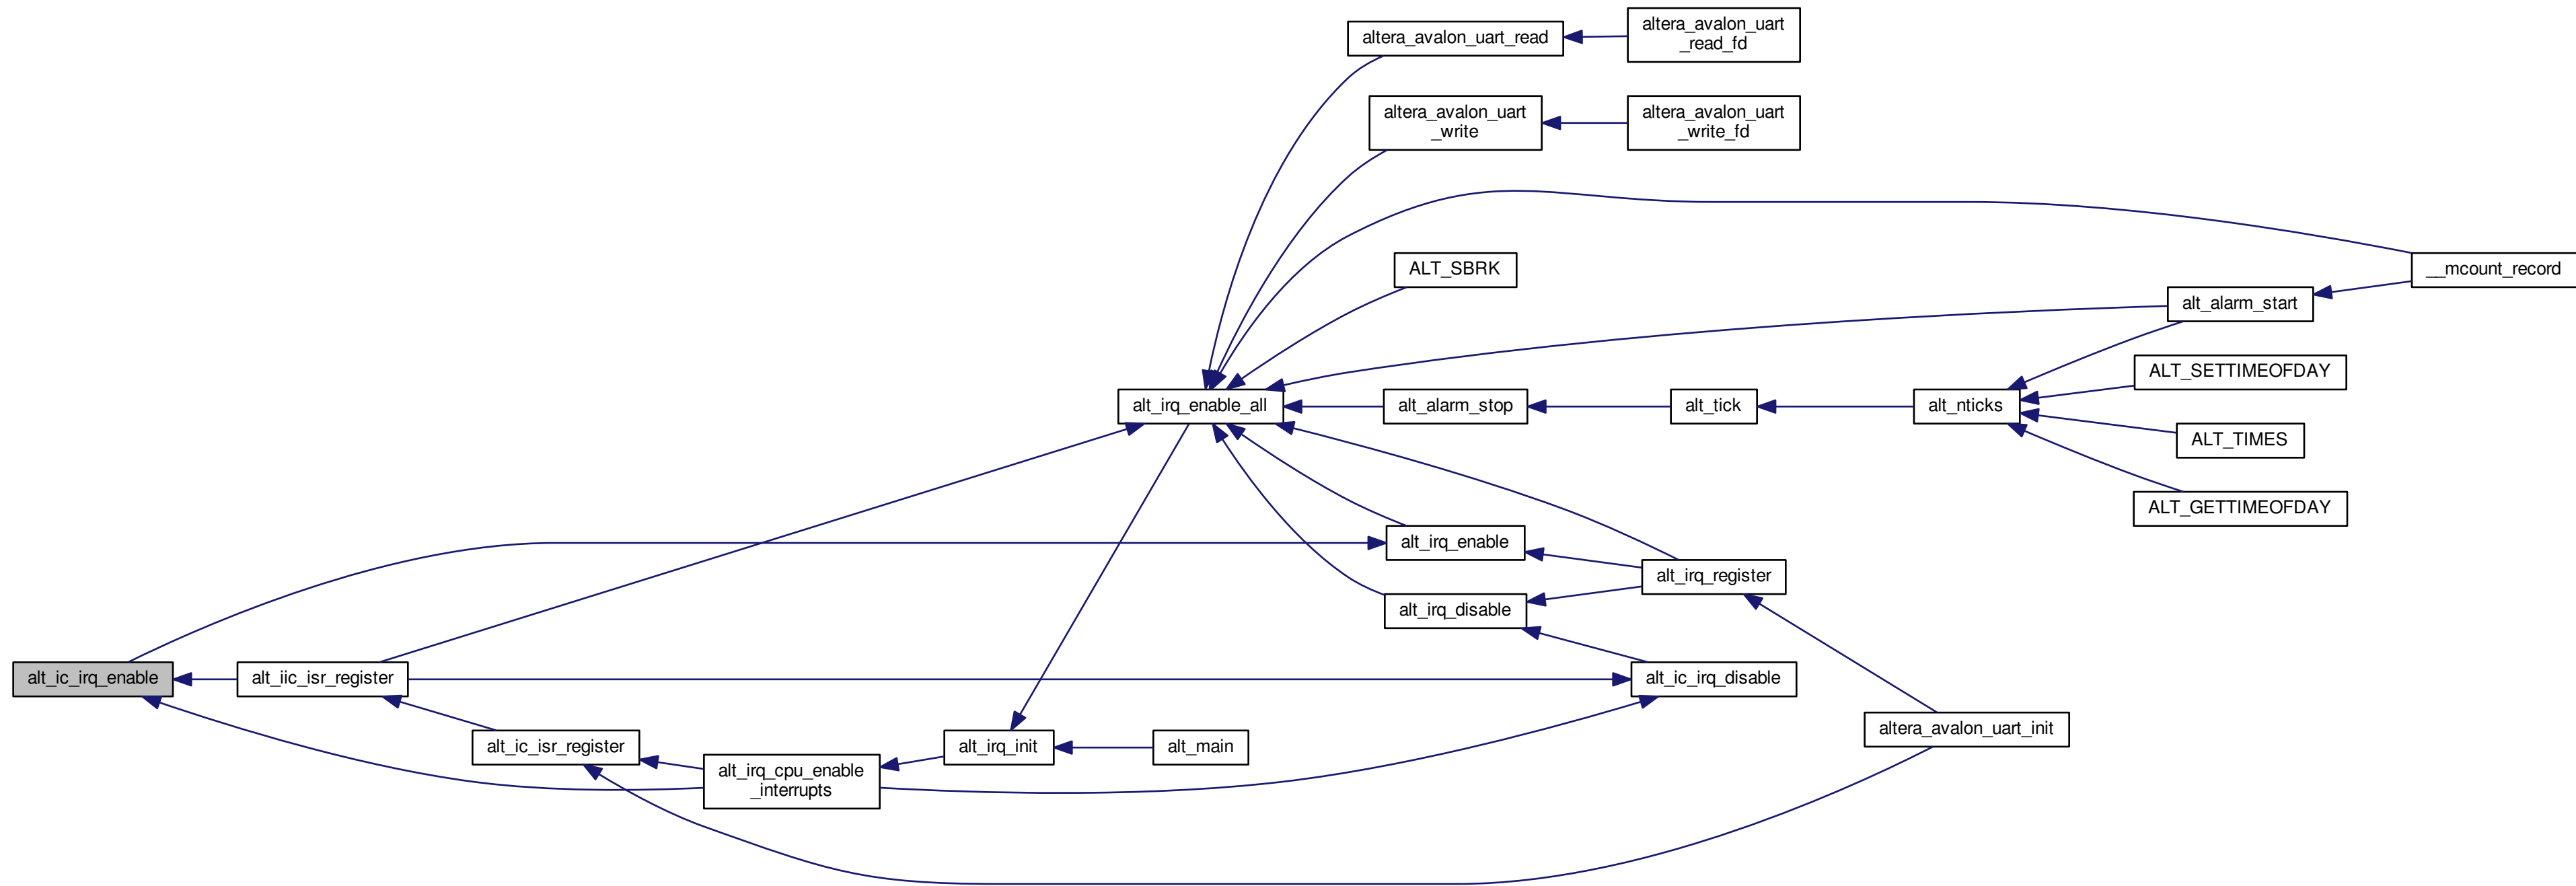 altera_avalon_uart_read
altera_avalon_uart
_read_fd
altera_avalon_uart
_write
altera_avalon_uart
_write_fd
ALT_SBRK
__mcount_record
alt_alarm_start
ALT_SETTIMEOFDAY
alt_irq_enable_all
alt_alarm_stop
alt_tick
alt_nticks
ALT_TIMES
ALT_GETTIMEOFDAY
alt_irq_enable
alt_irq_register
alt_irq_disable
alt_ic_irq_enable
alt_iic_isr_register
alt_ic_irq_disable
altera_avalon_uart_init
alt_ic_isr_register
alt_irq_cpu_enable
_interrupts
alt_irq_init
alt_main